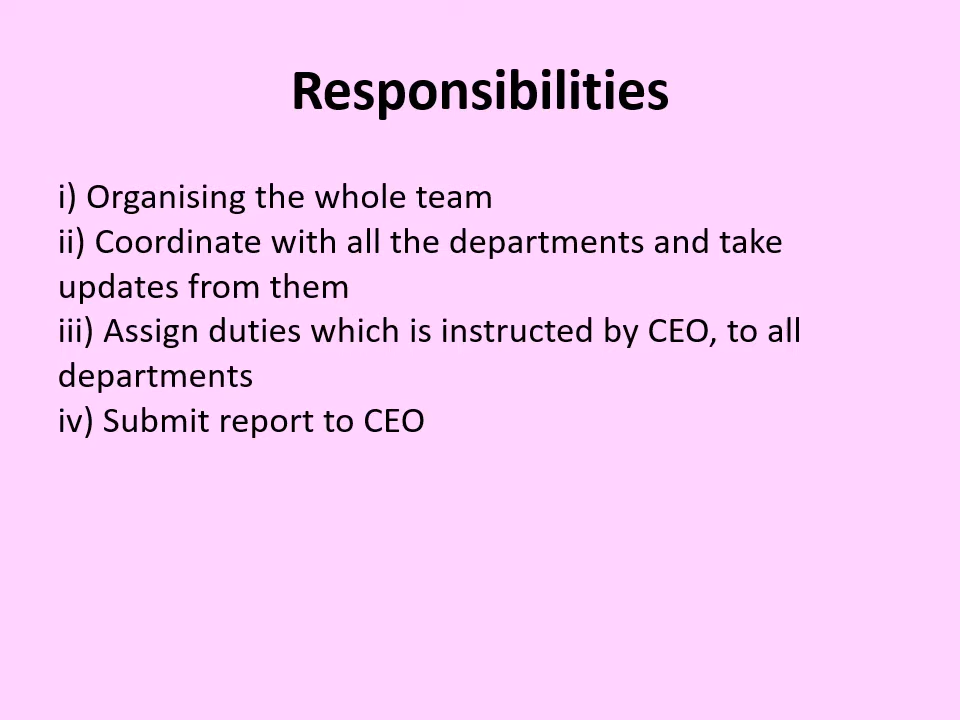 Responsibilities
i) Organising the whole team
ii) Coordinate with all the departments and take
updates from them
iii) Assign duties which is instructed by CEO, to all
departments
iv) Submit report to CEO